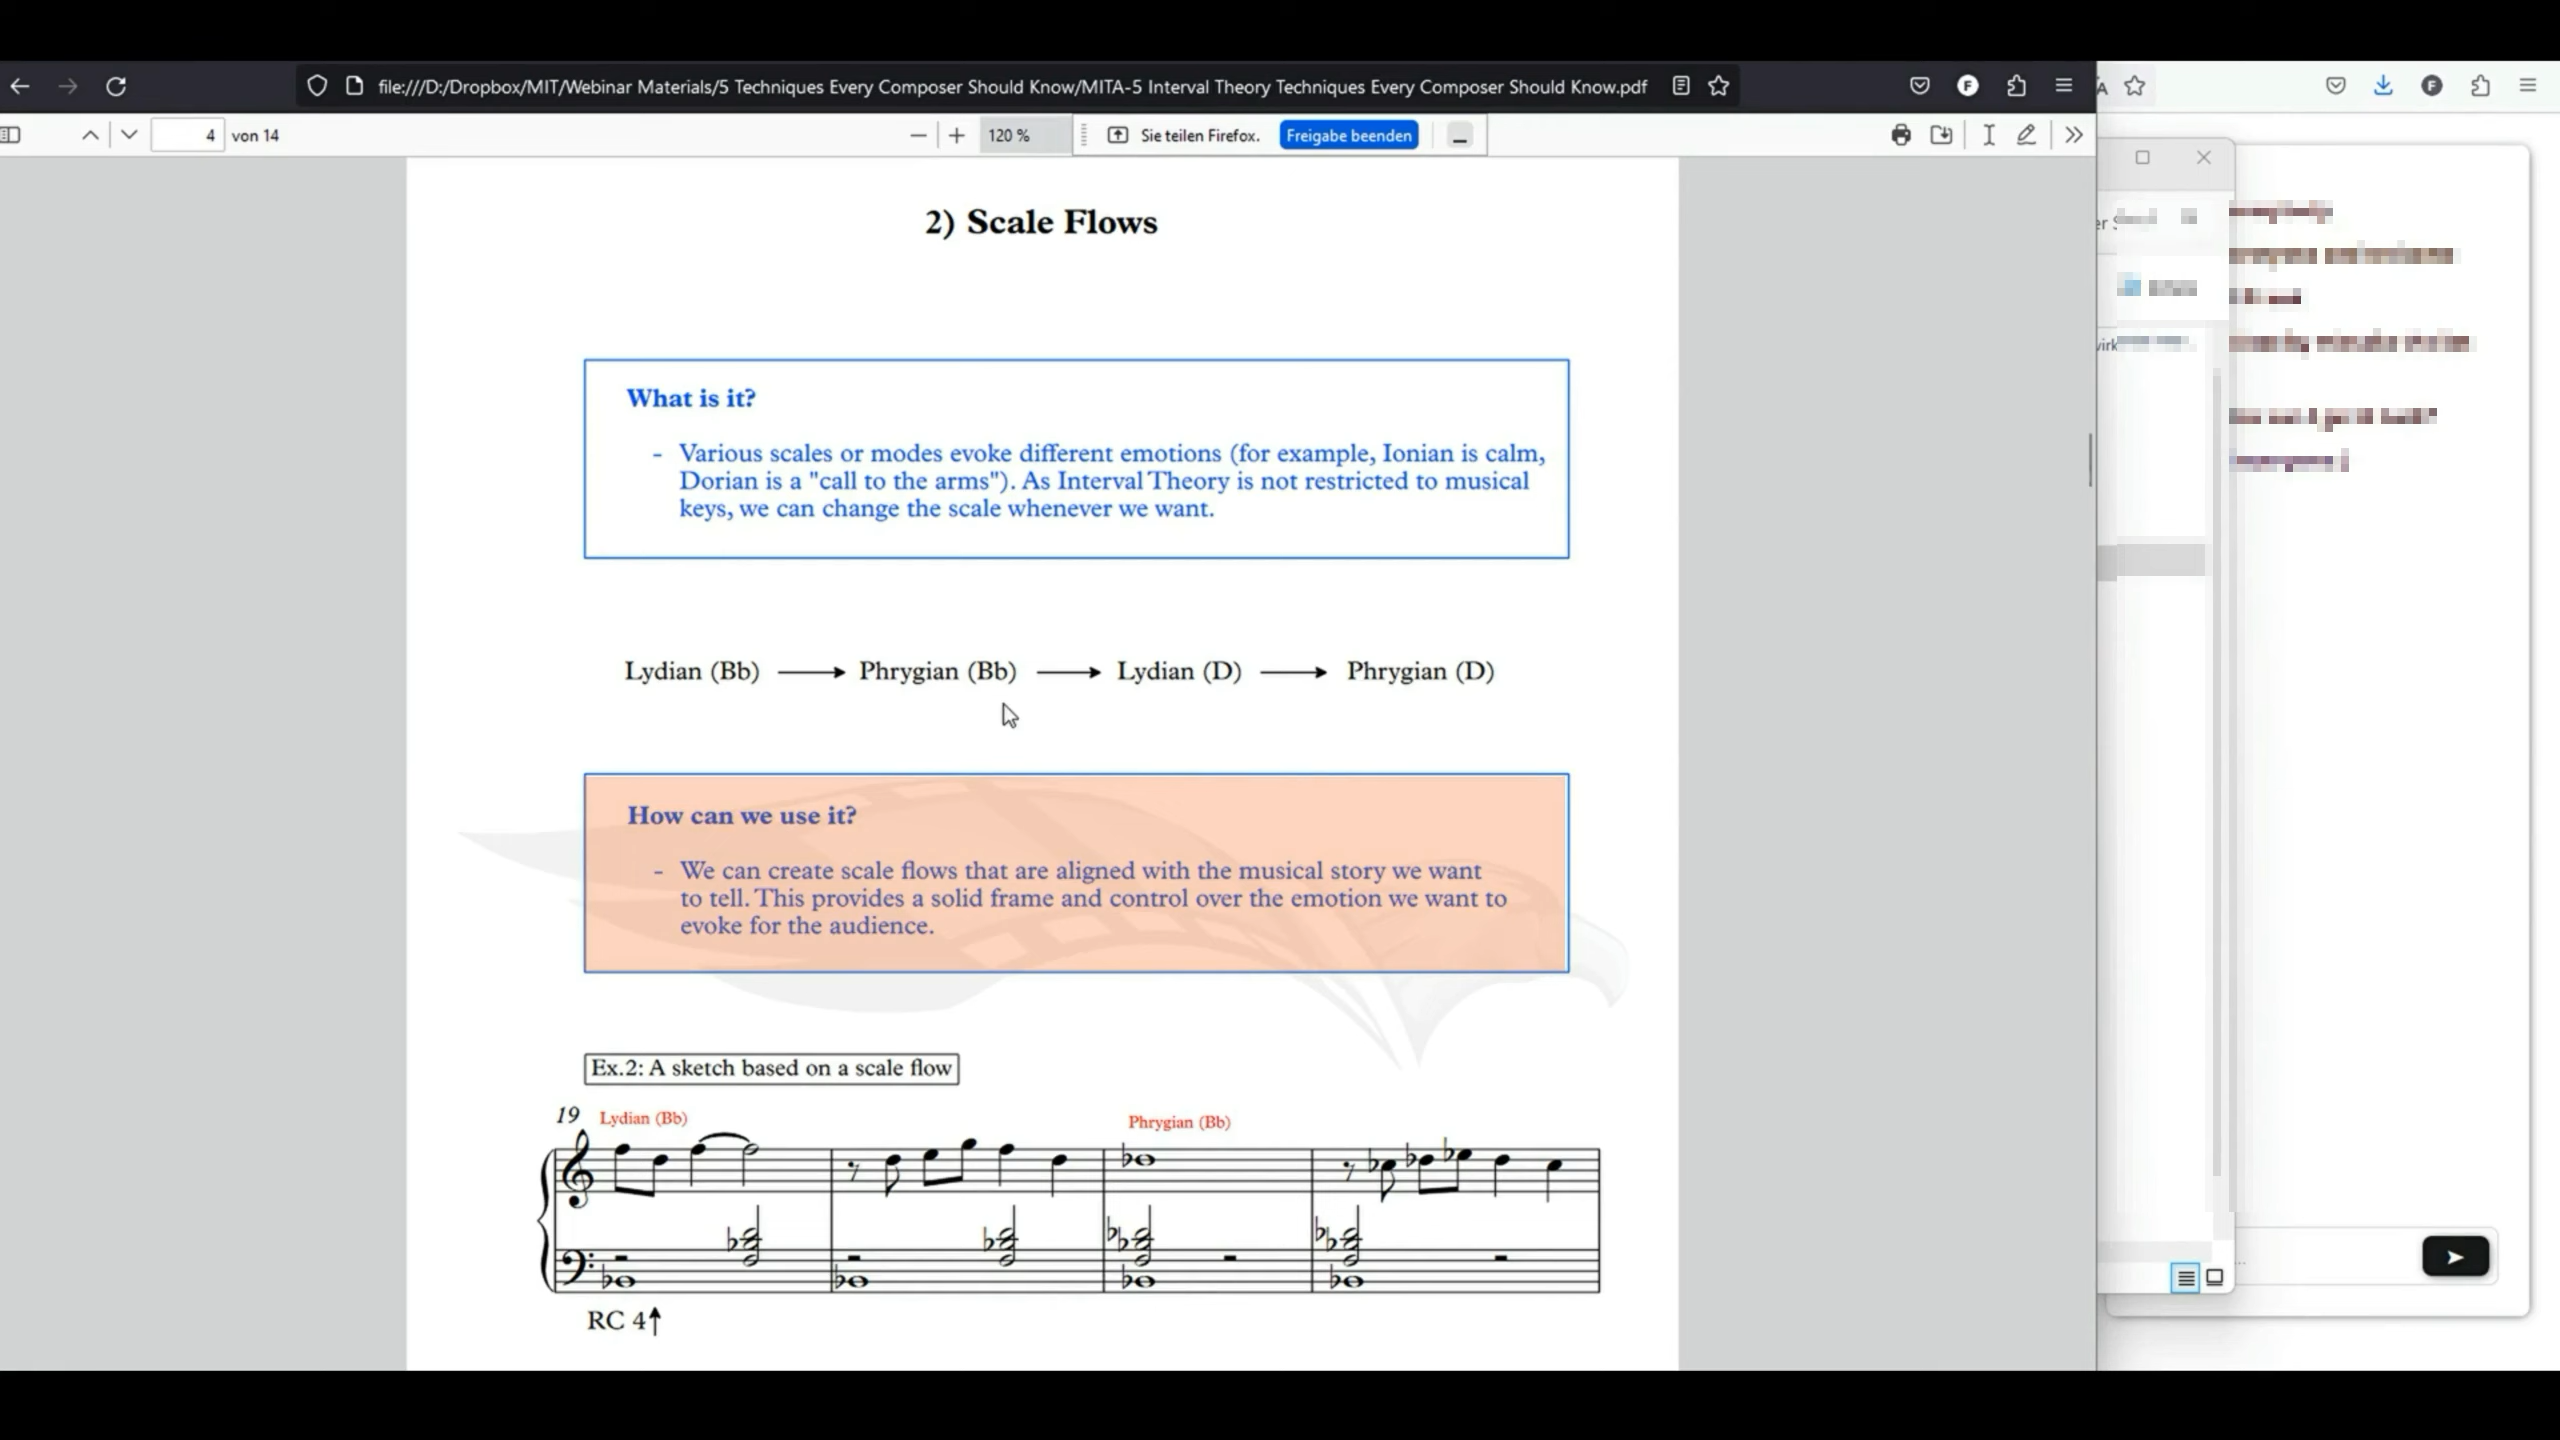 file:///D:/Dropbox/MIT/Webinar Materials/5 Techniques Every Composer Should Know/MITA-5 Interval Theory Techniques Every Composer Should Know.pdf
4 von 14
120 %
Sie teilen Firefox.
Freigabe beenden
2) Scale Flows
What is it?
- Various scales or modes evoke different emotions (for example, Ionian is calm,
Dorian is a "call to the arms"). As Interval Theory is not restricted to musical
keys, we can change the scale whenever we want.
Lydian (Bb) → Phrygian (Bb) → Lydian (D) → Phrygian (D)
How can we use it?
- We can create scale flows that are aligned with the musical story we want
to tell. This provides a solid frame and control over the emotion we want to
evoke for the audience.
Ex.2: A sketch based on a scale flow
19 Lydian (Bb) Phrygian (Bb)
RC 4↑